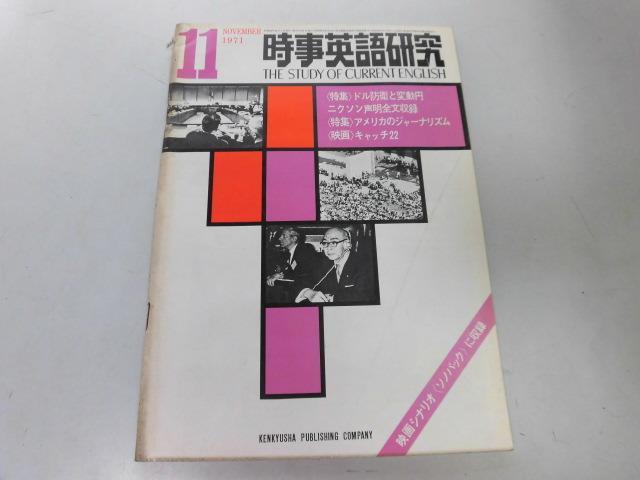 11
NOVEMBER
1971
時事英語研究
THE STUDY OF CURRENT ENGLISH
〈特集〉ドル防衛と変動円
ニクソン声明全文収録
〈特集〉アメリカのジャーナリズム
〈映画〉キャッチ22
映画シナリオ〈ソノパック〉に収録
KENKYUSHA PUBLISHING COMPANY